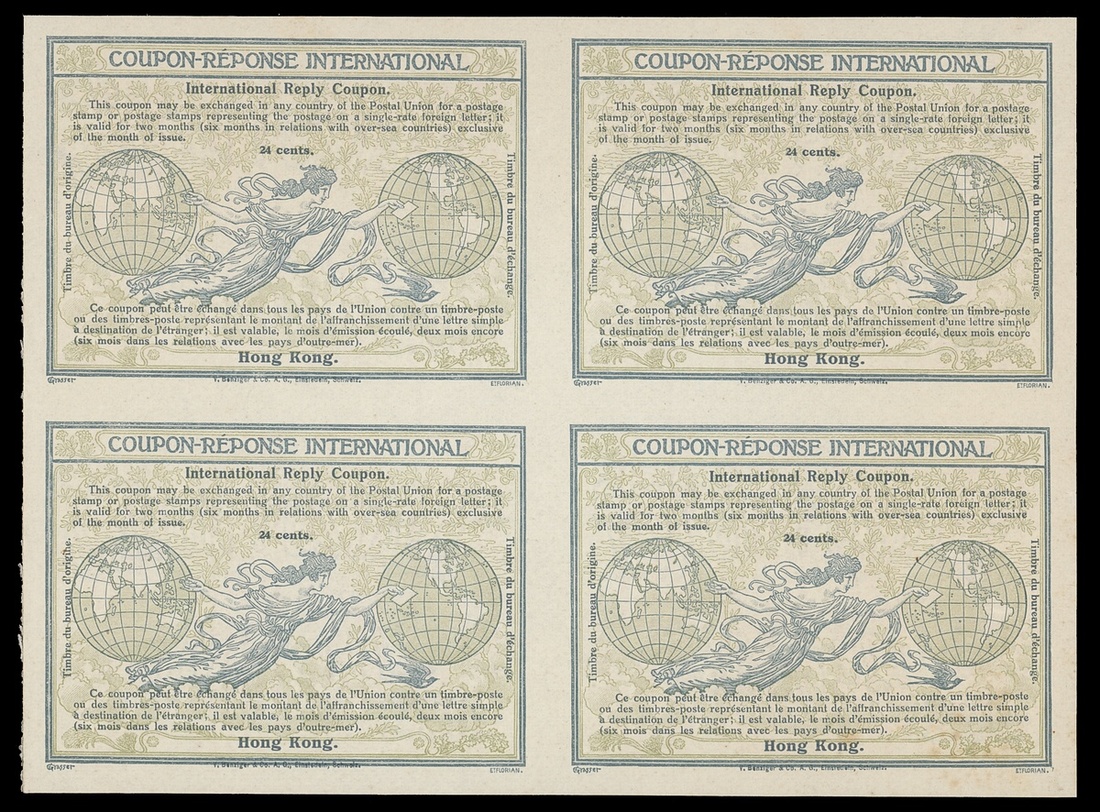 COUPON-RÉPONSE INTERNATIONAL
International Reply Coupon.
This coupon may be exchanged in any country of the Postal Union for a postage
stamp or postage stamps representing the postage on a single-rate foreign letter; it
is valid for two months (six months in relations with over-sea countries) exclusive
of the month of issue.
24 cents.
Timbre du bureau d'origine.
Timbre du bureau d'échange.
Ce coupon peut être échangé dans tous les pays de l'Union contre un timbre-poste
ou des timbres-poste représentant le montant de l'affranchissement d'une lettre simple
à destination de l'étranger; il est valable, le mois d'émission écoulé, deux mois encore
(six mois dans les relations avec les pays d'outre-mer).
Hong Kong.
Grasset
V. Benziger & Co. A. G., Einsiedeln, Schweiz.
E. FLORIAN.
COUPON-RÉPONSE INTERNATIONAL
International Reply Coupon.
This coupon may be exchanged in any country of the Postal Union for a postage
stamp or postage stamps representing the postage on a single-rate foreign letter; it
is valid for two months (six months in relations with over-sea countries) exclusive
of the month of issue.
24 cents.
Timbre du bureau d'origine.
Timbre du bureau d'échange.
Ce coupon peut être échangé dans tous les pays de l'Union contre un timbre-poste
ou des timbres-poste représentant le montant de l'affranchissement d'une lettre simple
à destination de l'étranger; il est valable, le mois d'émission écoulé, deux mois encore
(six mois dans les relations avec les pays d'outre-mer).
Hong Kong.
Grasset
V. Benziger & Co. A. G., Einsiedeln, Schweiz.
E. FLORIAN.
COUPON-RÉPONSE INTERNATIONAL
International Reply Coupon.
This coupon may be exchanged in any country of the Postal Union for a postage
stamp or postage stamps representing the postage on a single-rate foreign letter; it
is valid for two months (six months in relations with over-sea countries) exclusive
of the month of issue.
24 cents.
Timbre du bureau d'origine.
Timbre du bureau d'échange.
Ce coupon peut être échangé dans tous les pays de l'Union contre un timbre-poste
ou des timbres-poste représentant le montant de l'affranchissement d'une lettre simple
à destination de l'étranger; il est valable, le mois d'émission écoulé, deux mois encore
(six mois dans les relations avec les pays d'outre-mer).
Hong Kong.
Grasset
V. Benziger & Co. A. G., Einsiedeln, Schweiz.
E. FLORIAN.
COUPON-RÉPONSE INTERNATIONAL
International Reply Coupon.
This coupon may be exchanged in any country of the Postal Union for a postage
stamp or postage stamps representing the postage on a single-rate foreign letter; it
is valid for two months (six months in relations with over-sea countries) exclusive
of the month of issue.
24 cents.
Timbre du bureau d'origine.
Timbre du bureau d'échange.
Ce coupon peut être échangé dans tous les pays de l'Union contre un timbre-poste
ou des timbres-poste représentant le montant de l'affranchissement d'une lettre simple
à destination de l'étranger; il est valable, le mois d'émission écoulé, deux mois encore
(six mois dans les relations avec les pays d'outre-mer).
Hong Kong.
Grasset
V. Benziger & Co. A. G., Einsiedeln, Schweiz.
E. FLORIAN.